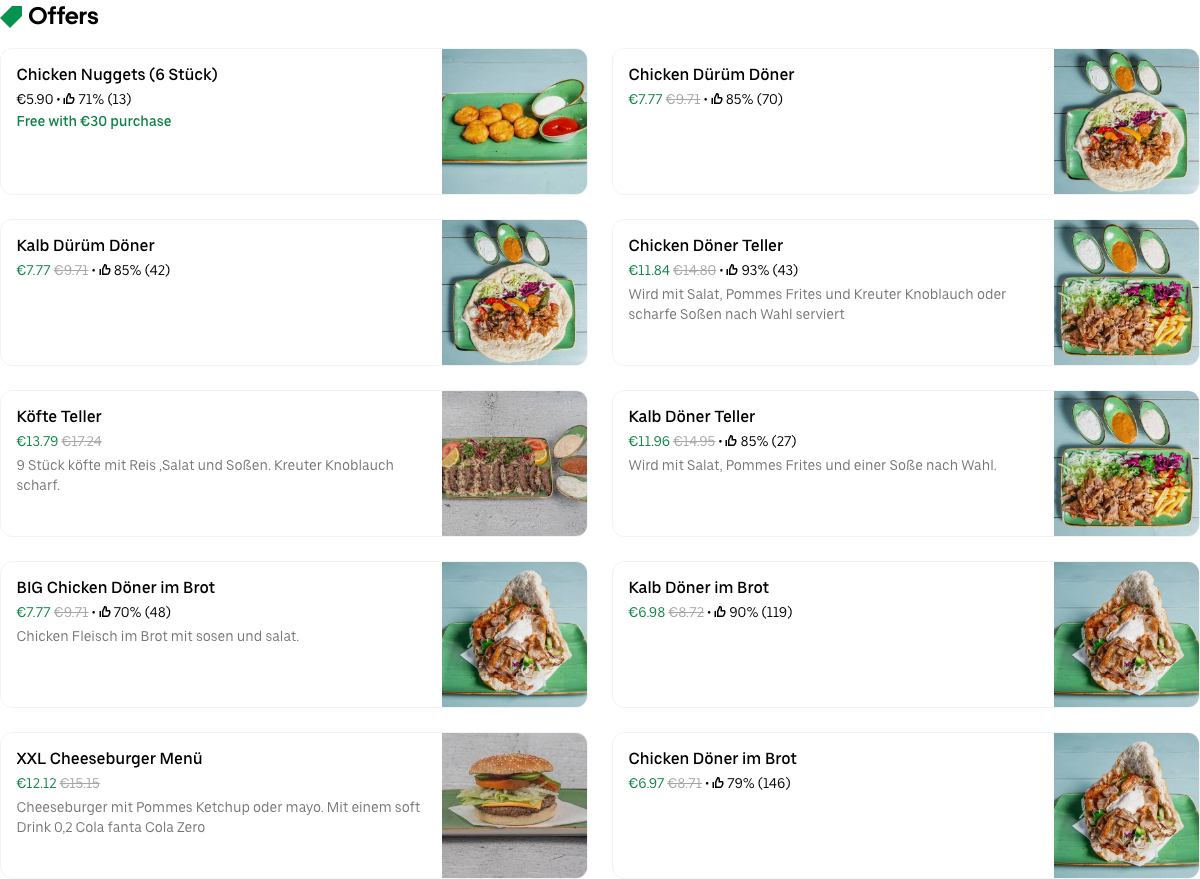 Offers
Chicken Nuggets (6 Stück)
€5.90 • 71% (13)
Free with €30 purchase
Chicken Dürüm Döner
€7.77 €9.71 • 85% (70)
Kalb Dürüm Döner
€7.77 €9.71 • 85% (42)
Chicken Döner Teller
€11.84 €14.80 • 93% (43)
Wird mit Salat, Pommes Frites und Kreuter Knoblauch oder
scharfe Soßen nach Wahl serviert
Köfte Teller
€13.79 €17.24
9 Stück köfte mit Reis ,Salat und Soßen. Kreuter Knoblauch
scharf.
Kalb Döner Teller
€11.96 €14.95 • 85% (27)
Wird mit Salat, Pommes Frites und einer Soße nach Wahl.
BIG Chicken Döner im Brot
€7.77 €9.71 • 70% (48)
Chicken Fleisch im Brot mit sosen und salat.
Kalb Döner im Brot
€6.98 €8.72 • 90% (119)
XXL Cheeseburger Menü
€12.12 €15.15
Cheeseburger mit Pommes Ketchup oder mayo. Mit einem soft
Drink 0,2 Cola fanta Cola Zero
Chicken Döner im Brot
€6.97 €8.71 • 79% (146)